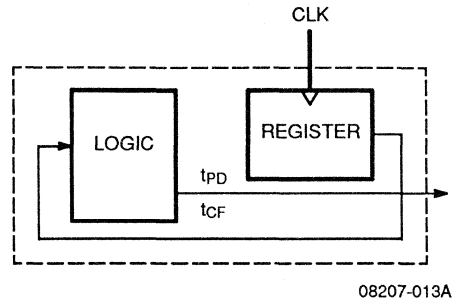 CLK
LOGIC
REGISTER
tPD
tCF
08207-013A